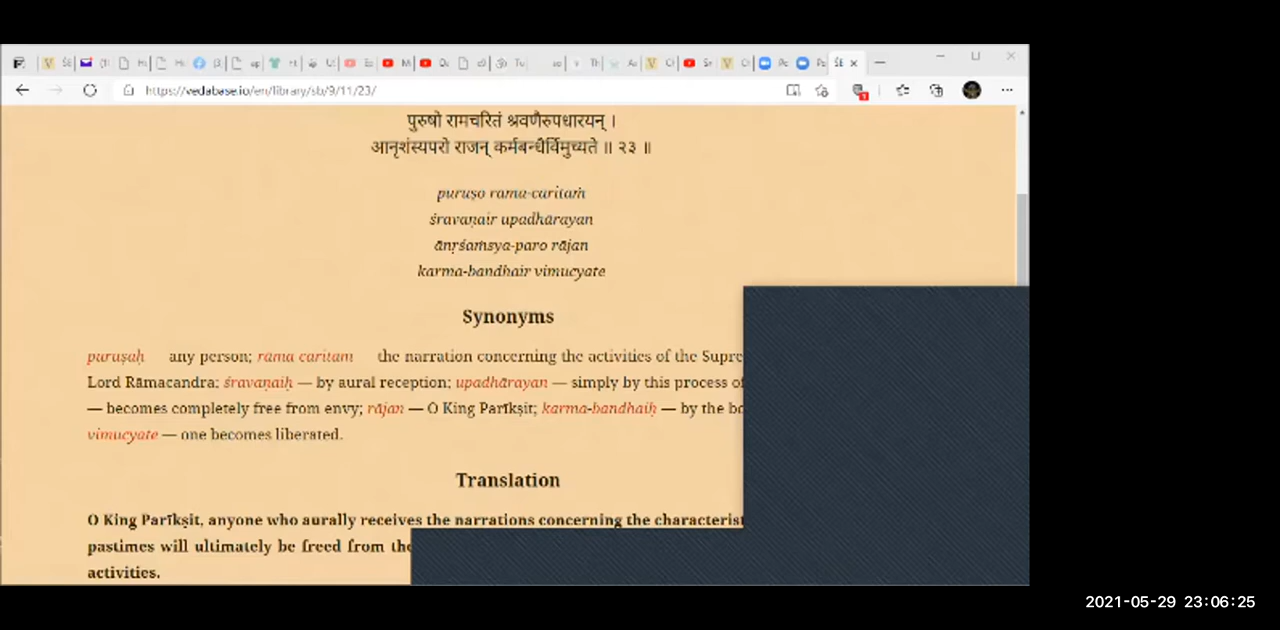 https://vedabase.io/en/library/sb/9/11/23/
पुरुषो रामचरितं श्रवणैरुपधारयन् ।
आनृशंस्यपरो राजन् कर्मबन्धैर्विमुच्यते ॥ २३ ॥
puruṣo rāma-caritaṁ
śravaṇair upadhārayan
ānṛśaṁsya-paro rājan
karma-bandhair vimucyate
Synonyms
puruṣaḥ any person; rāma caritam the narration concerning the activities of the Supre
Lord Rāmacandra; śravaṇaiḥ — by aural reception; upadhārayan — simply by this process of
— becomes completely free from envy; rājan — O King Parīkṣit; karma-bandhaiḥ — by the bo
vimucyate — one becomes liberated.
Translation
O King Parīkṣit, anyone who aurally receives the narrations concerning the characterist
pastimes will ultimately be freed from the
activities.
2021-05-29 23:06:25